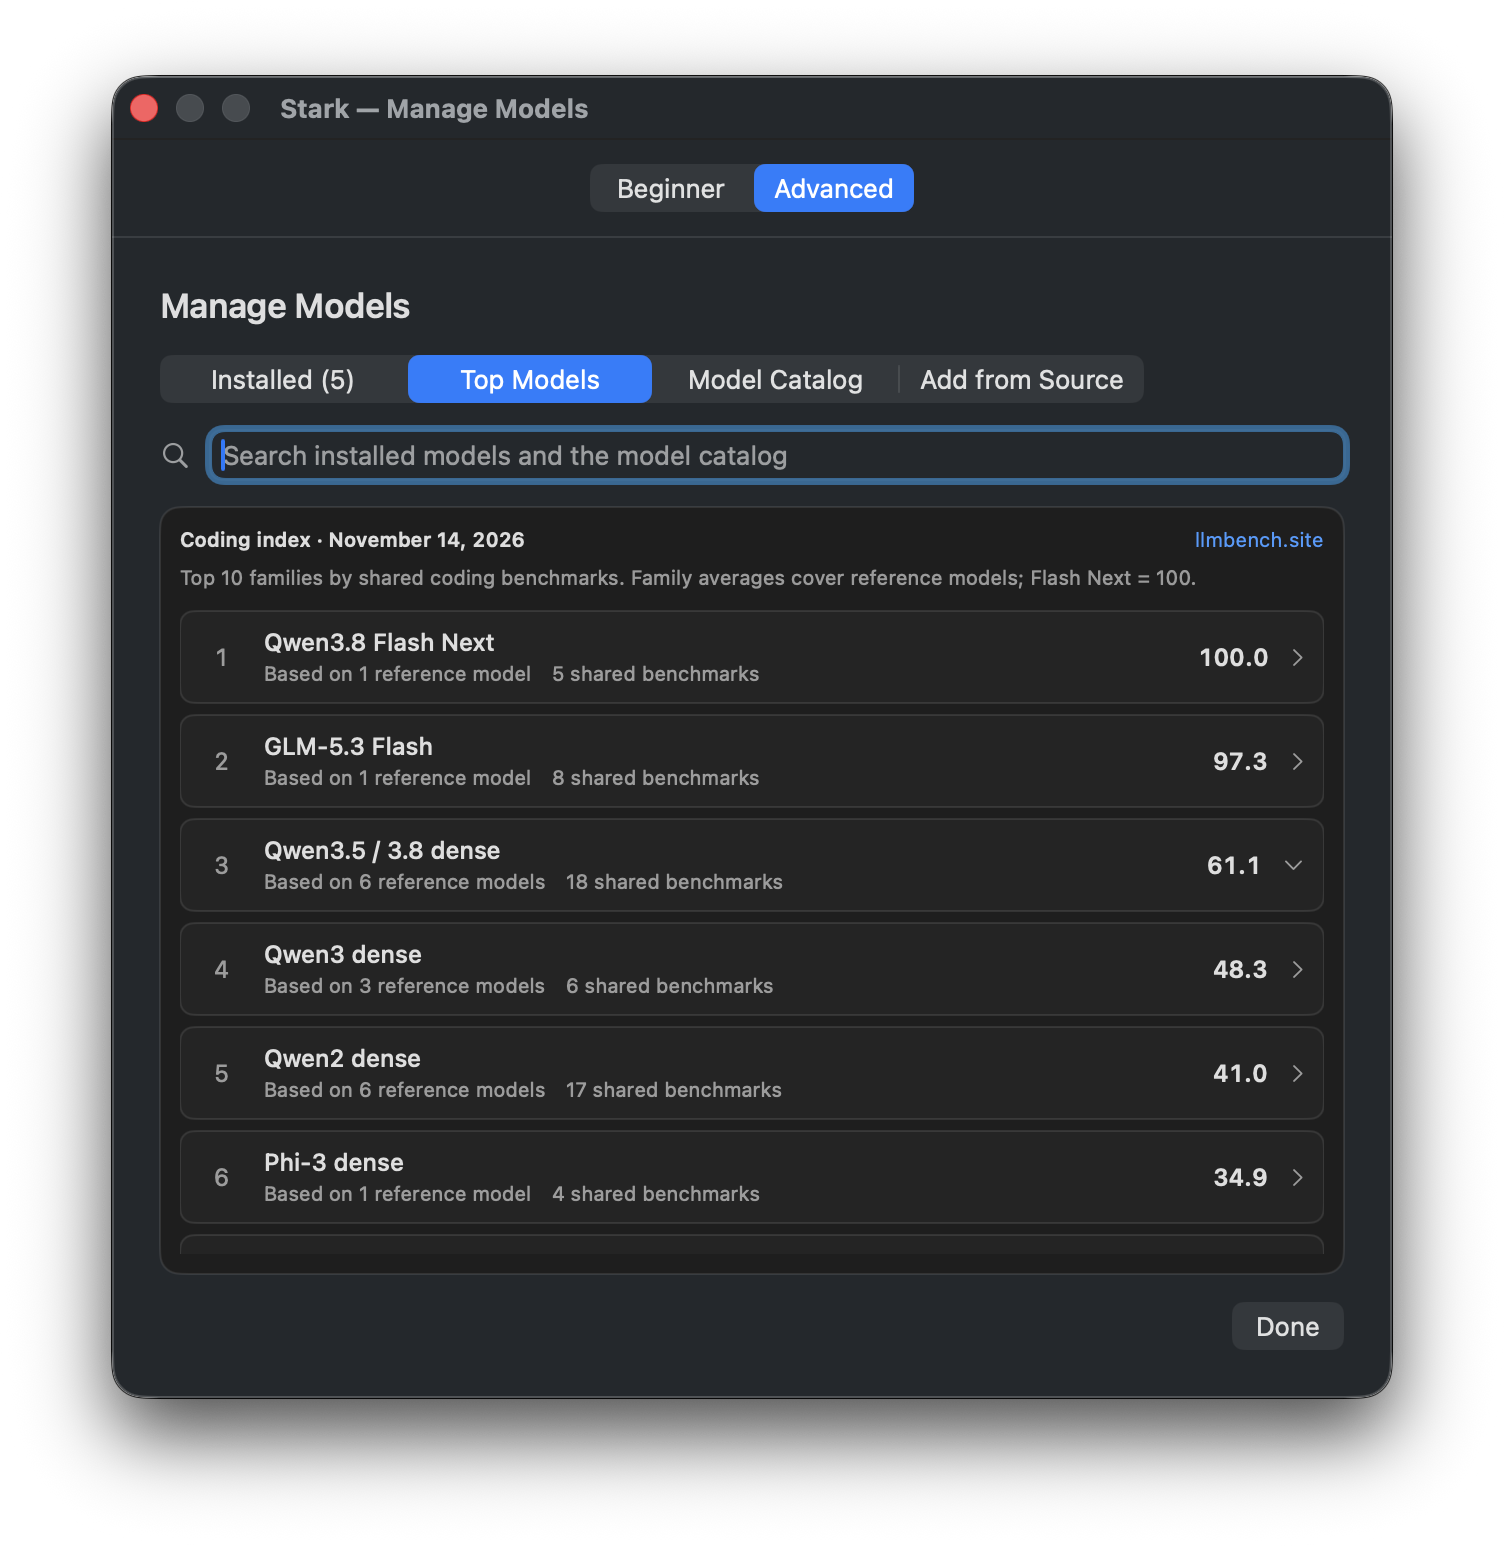 Stark — Manage Models
Beginner
Advanced
Manage Models
Installed (5)
Top Models
Model Catalog
Add from Source
Search installed models and the model catalog
Coding index · November 14, 2026
llmbench.site
Top 10 families by shared coding benchmarks. Family averages cover reference models; Flash Next = 100.
1
Qwen3.8 Flash Next
Based on 1 reference model 5 shared benchmarks
100.0
2
GLM-5.3 Flash
Based on 1 reference model 8 shared benchmarks
97.3
3
Qwen3.5 / 3.8 dense
Based on 6 reference models 18 shared benchmarks
61.1
4
Qwen3 dense
Based on 3 reference models 6 shared benchmarks
48.3
5
Qwen2 dense
Based on 6 reference models 17 shared benchmarks
41.0
6
Phi-3 dense
Based on 1 reference model 4 shared benchmarks
34.9
Done